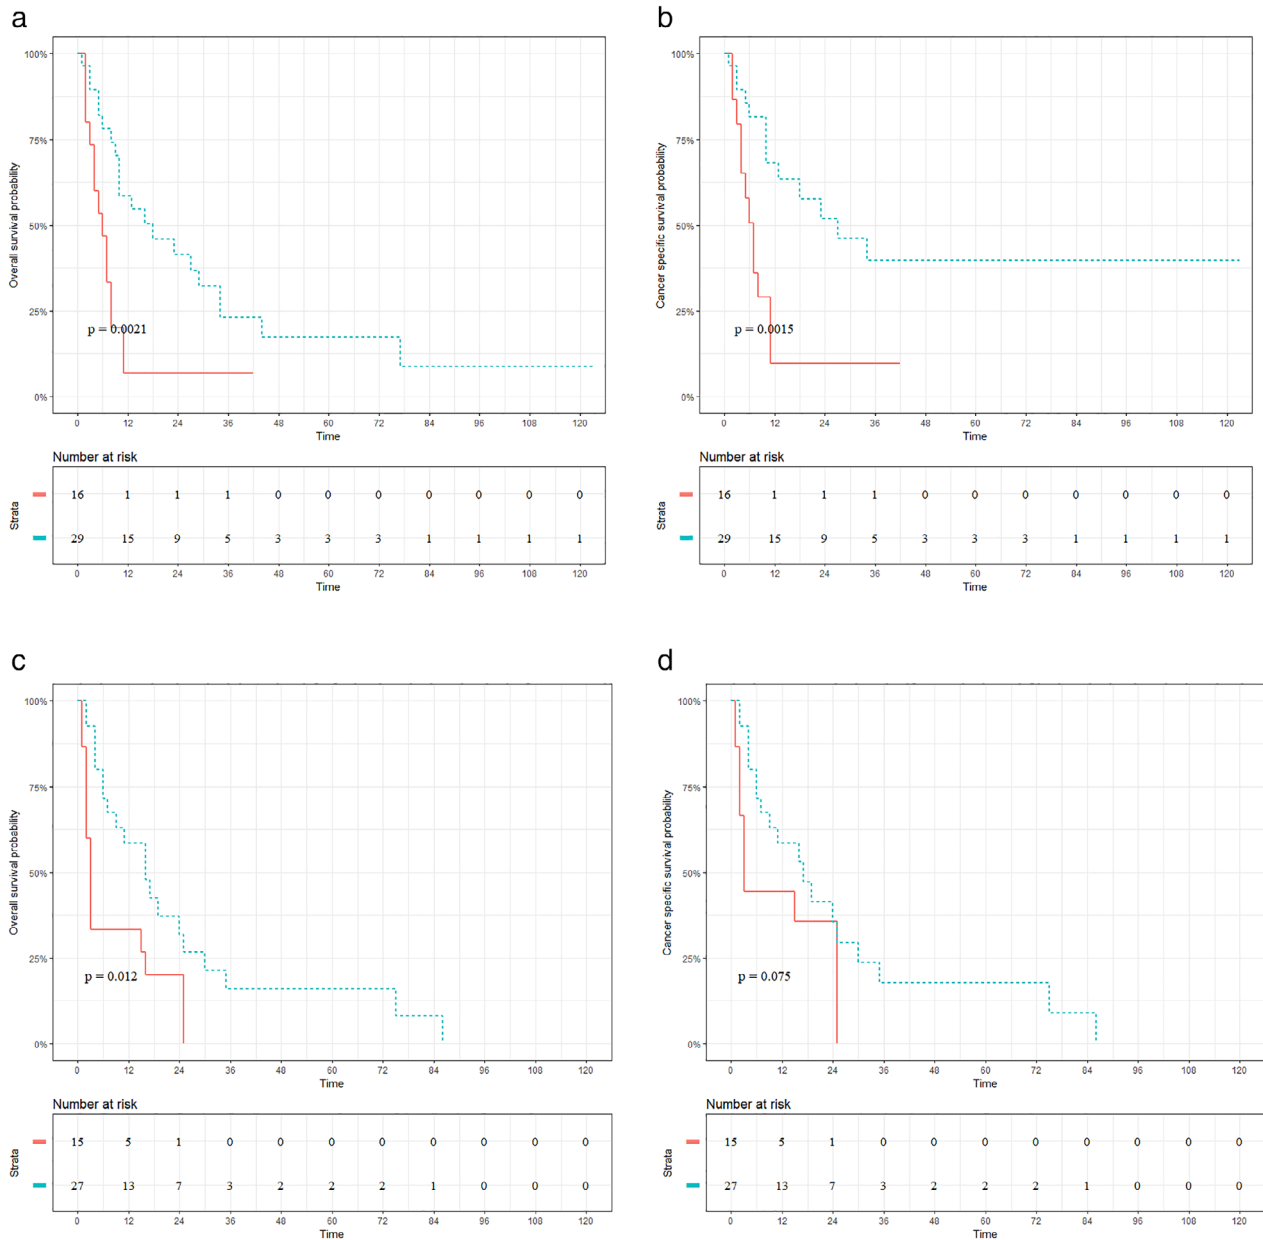 a
100%
75%
50%
25%
0%
Overall survival probability
p = 0.0021
0 12 24 36 48 60 72 84 96 108 120
Time
Number at risk
Strata
16 1 1 1 0 0 0 0 0 0 0
29 15 9 5 3 3 3 1 1 1 1
0 12 24 36 48 60 72 84 96 108 120
Time
b
100%
75%
50%
25%
0%
Cancer specific survival probability
p = 0.0015
0 12 24 36 48 60 72 84 96 108 120
Time
Number at risk
Strata
16 1 1 1 0 0 0 0 0 0 0
29 15 9 5 3 3 3 1 1 1 1
0 12 24 36 48 60 72 84 96 108 120
Time
c
100%
75%
50%
25%
0%
Overall survival probability
p = 0.012
0 12 24 36 48 60 72 84 96 108 120
Time
Number at risk
Strata
15 5 1 0 0 0 0 0 0 0 0
27 13 7 3 2 2 2 1 0 0 0
0 12 24 36 48 60 72 84 96 108 120
Time
d
100%
75%
50%
25%
0%
Cancer specific survival probability
p = 0.075
0 12 24 36 48 60 72 84 96 108 120
Time
Number at risk
Strata
15 5 1 0 0 0 0 0 0 0 0
27 13 7 3 2 2 2 1 0 0 0
0 12 24 36 48 60 72 84 96 108 120
Time